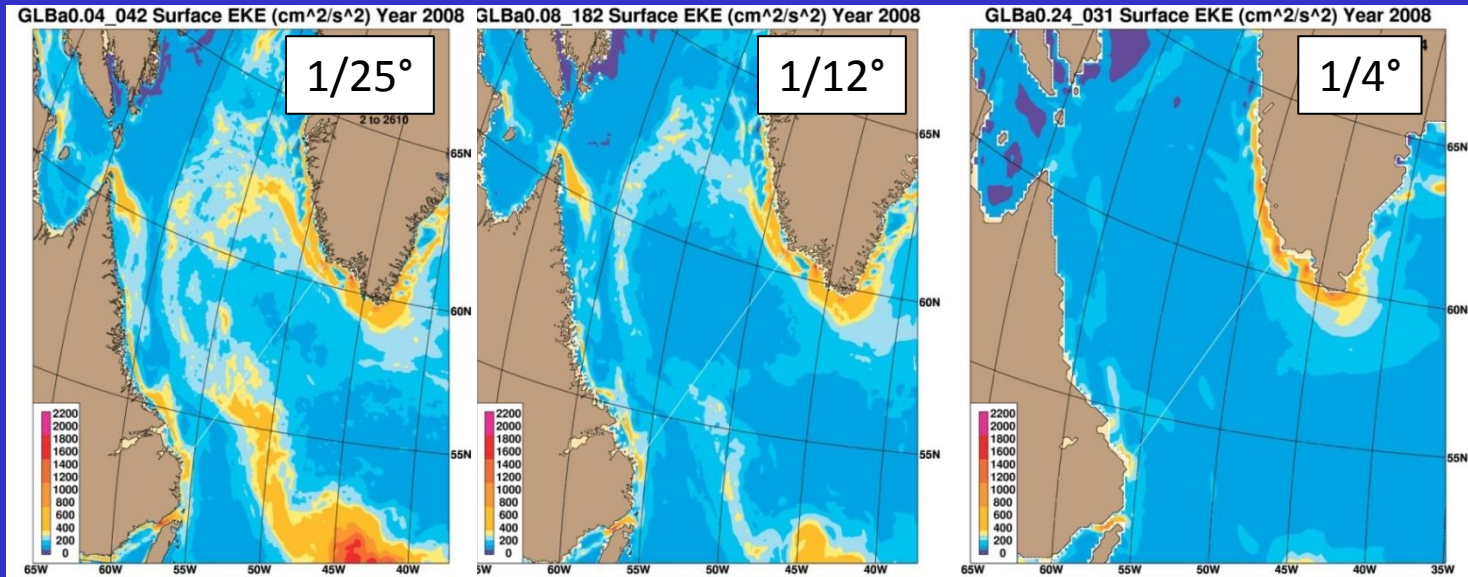 GLBa0.04_042 Surface EKE (cm^2/s^2) Year 2008
1/25°
2 to 2610
65N
60N
55N
2200
2000
1800
1600
1400
1200
1000
800
600
400
200
0
65W
60W
55W
50W
45W
40W
GLBa0.08_182 Surface EKE (cm^2/s^2) Year 2008
1/12°
65N
60N
55N
2200
2000
1800
1600
1400
1200
1000
800
600
400
200
0
65W
60W
55W
50W
45W
40W
GLBa0.24_031 Surface EKE (cm^2/s^2) Year 2008
1/4°
4
65N
60N
55N
2200
2000
1800
1600
1400
1200
1000
800
600
400
200
0
65W
60W
55W
50W
45W
40W
35W